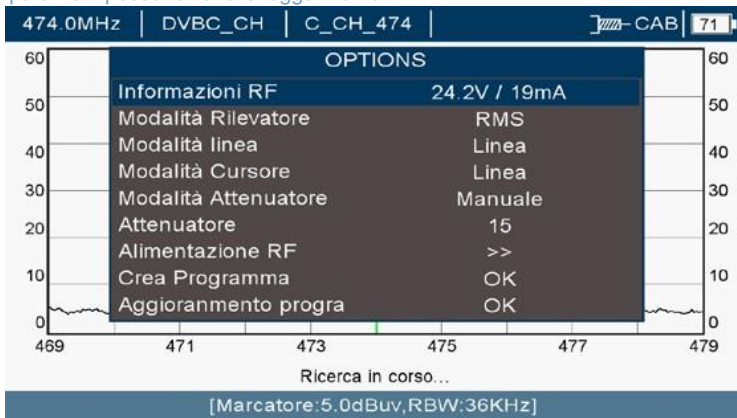 474.0MHz | DVBC_CH | C_CH_474 | CAB 71
OPTIONS
Informazioni RF 24.2V / 19mA
Modalità Rilevatore RMS
Modalità linea Linea
Modalità Cursore Linea
Modalità Attenuatore Manuale
Attenuatore 15
Alimentazione RF >>
Crea Programma OK
Aggioranmento progra OK
60 60
50 50
40 40
30 30
20 20
10 10
0 0
469 471 473 475 477 479
Ricerca in corso...
[Marcatore:5.0dBuv,RBW:36KHz]